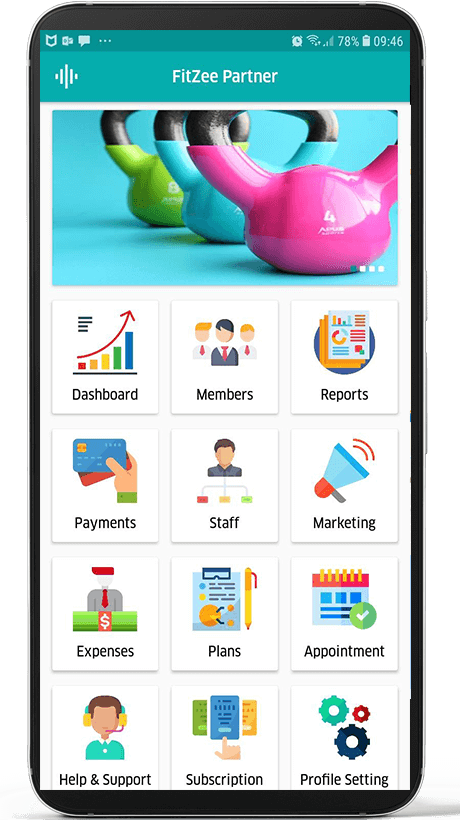 78% 09:46
FitZee Partner
4
Dashboard Members Reports
Payments Staff Marketing
$
Expenses Plans Appointment
Help & Support Subscription Profile Setting